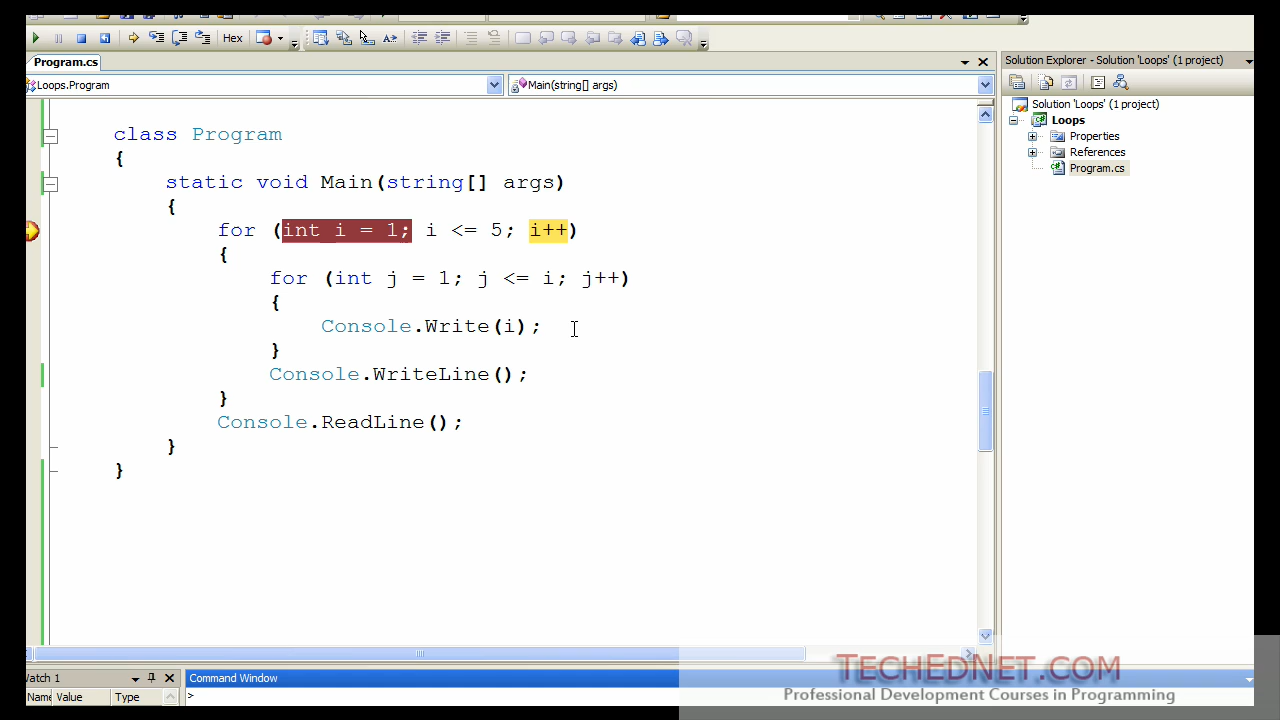 Hex
Program.cs
Loops.Program
Main(string[] args)
Solution Explorer - Solution 'Loops' (1 project)
Solution 'Loops' (1 project)
Loops
Properties
References
Program.cs
class Program
{
static void Main(string[] args)
{
for (int i = 1; i <= 5; i++)
{
for (int j = 1; j <= i; j++)
{
Console.Write(i);
}
Console.WriteLine();
}
Console.ReadLine();
}
}
Watch 1
Command Window
Name Value Type
>
TECHEDNET.COM
Professional Development Courses in Programming